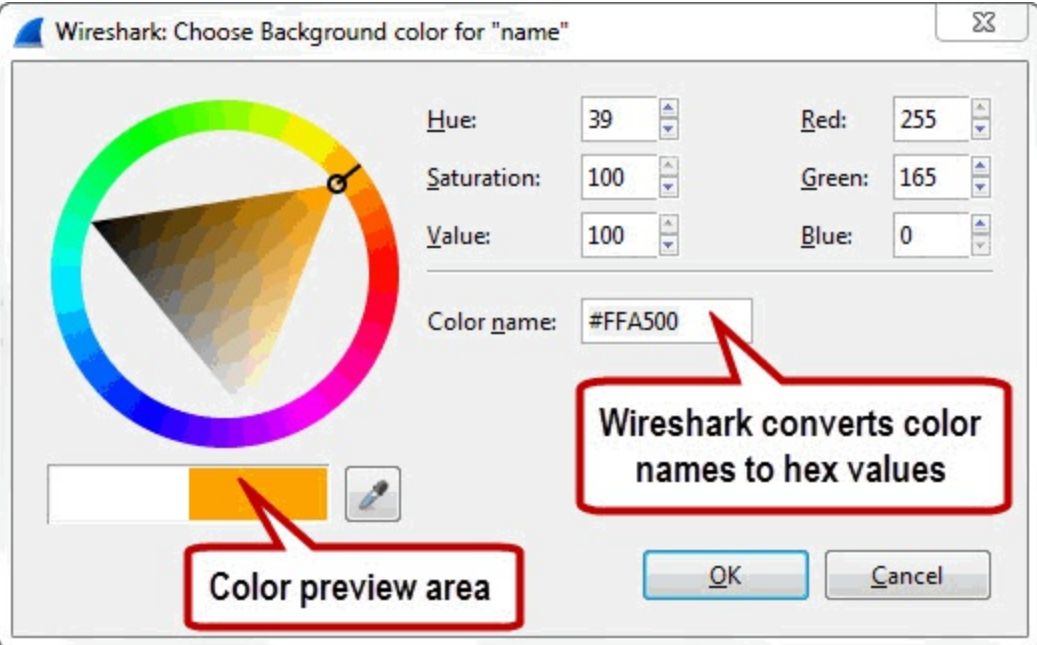 Wireshark: Choose Background color for "name"
Hue: 39 Red: 255
Saturation: 100 Green: 165
Value: 100 Blue: 0
Color name: #FFA500
Wireshark converts color
names to hex values
Color preview area
OK Cancel